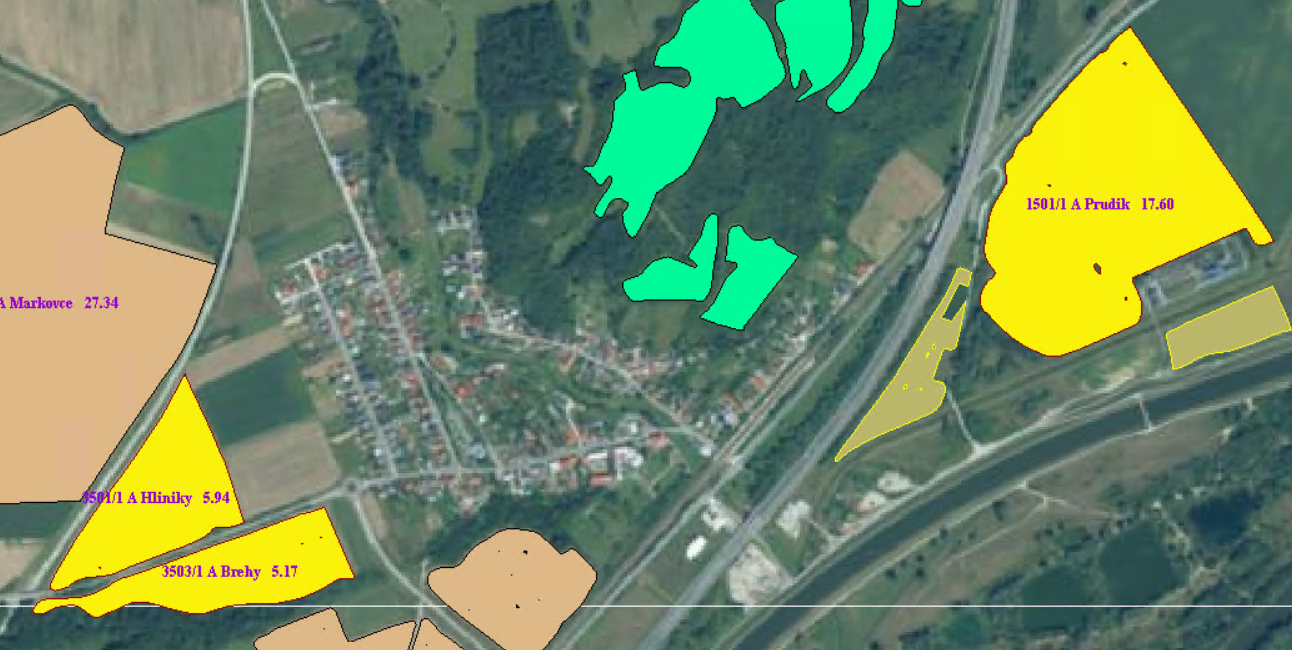 1501/1 A Prudik 17.60
A Markovce 27.34
3501/1 A Hliniky 5.94
3503/1 A Brehy 5.17